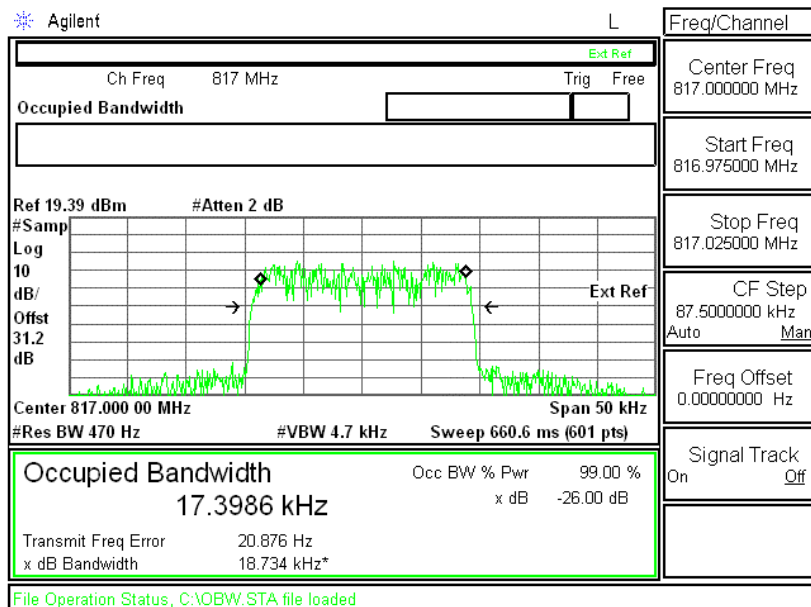 Agilent
L
Freq/Channel
Ext Ref
Ch Freq 817 MHz Trig Free
Occupied Bandwidth
Center Freq
817.000000 MHz
Start Freq
816.975000 MHz
Stop Freq
817.025000 MHz
CF Step
87.5000000 kHz
Auto Man
Freq Offset
0.00000000 Hz
Signal Track
On Off
Ref 19.39 dBm #Atten 2 dB
#Samp
Log
10
dB/
Offst
31.2
dB
Ext Ref
Center 817.000 00 MHz Span 50 kHz
#Res BW 470 Hz #VBW 4.7 kHz Sweep 660.6 ms (601 pts)
Occupied Bandwidth
17.3986 kHz
Occ BW % Pwr 99.00 %
x dB -26.00 dB
Transmit Freq Error 20.876 Hz
x dB Bandwidth 18.734 kHz*
File Operation Status, C:\OBW.STA file loaded